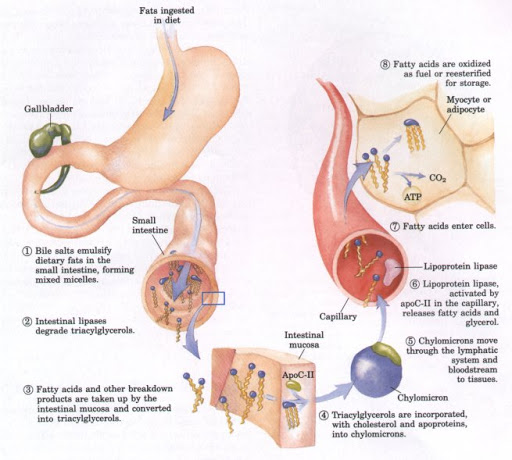 Fats ingested
in diet
Gallbladder
Small
intestine
① Bile salts emulsify
dietary fats in the
small intestine, forming
mixed micelles.
② Intestinal lipases
degrade triacylglycerols.
③ Fatty acids and other breakdown
products are taken up by the
intestinal mucosa and converted
into triacylglycerols.
Intestinal
mucosa
ApoC-II
④ Triacylglycerols are incorporated,
with cholesterol and apoproteins,
into chylomicrons.
Chylomicron
⑤ Chylomicrons move
through the lymphatic
system and
bloodstream
to tissues.
Capillary
⑥ Lipoprotein lipase,
activated by
apoC-II in the capillary,
releases fatty acids and
glycerol.
Lipoprotein lipase
⑦ Fatty acids enter cells.
ATP
CO₂
Myocyte or
adipocyte
⑧ Fatty acids are oxidized
as fuel or reesterified
for storage.